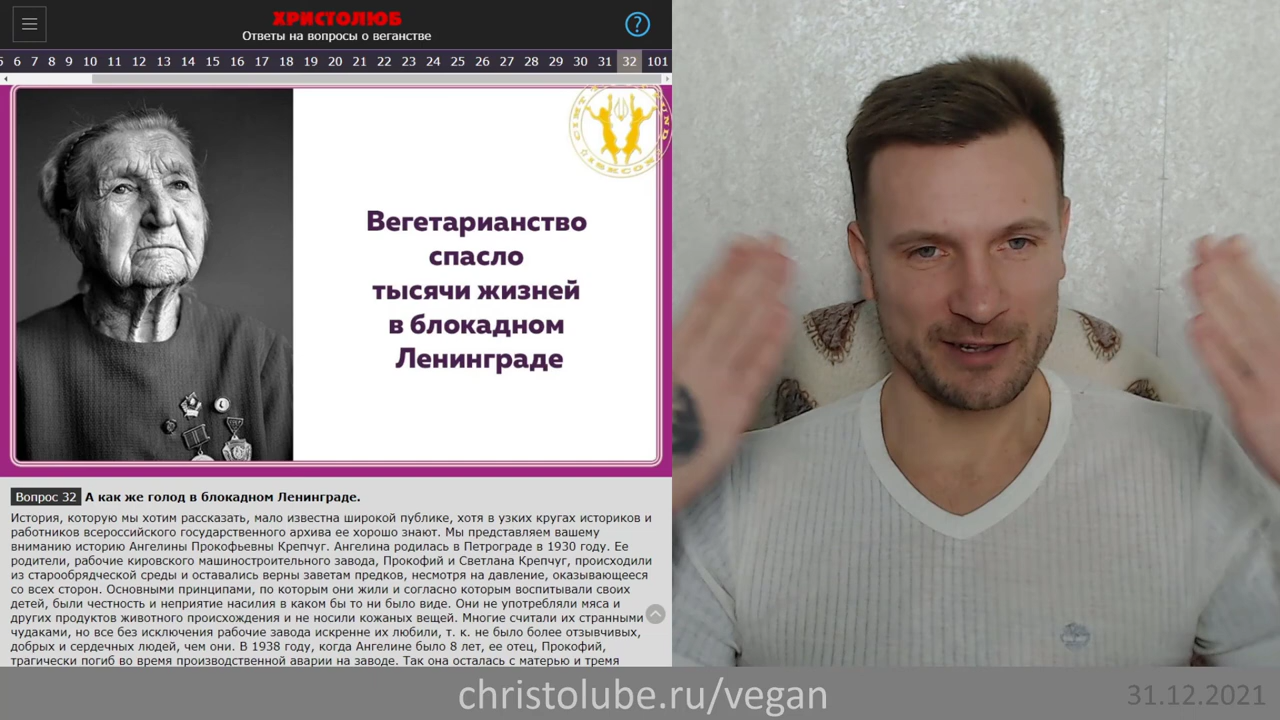 ХРИСТОЛЮБ
Ответы на вопросы о веганстве
5 6 7 8 9 10 11 12 13 14 15 16 17 18 19 20 21 22 23 24 25 26 27 28 29 30 31 32 101
Вегетарианство
спасло
тысячи жизней
в блокадном
Ленинграде
Вопрос 32 А как же голод в блокадном Ленинграде.
История, которую мы хотим рассказать, мало известна широкой публике, хотя в узких кругах историков и
работников всероссийского государственного архива ее хорошо знают. Мы представляем вашему
вниманию историю Ангелины Прокофьевны Крепчуг. Ангелина родилась в Петрограде в 1930 году. Ее
родители, рабочие кировского машиностроительного завода, Прокофий и Светлана Крепчуг, происходили
из старообрядческой среды и оставались верны заветам предков, несмотря на давление, оказывающееся
со всех сторон. Основными принципами, по которым они жили и согласно которым воспитывали своих
детей, были честность и неприятие насилия в каком бы то ни было виде. Они не употребляли мяса и
других продуктов животного происхождения и не носили кожаных вещей. Многие считали их странными
чудаками, но все без исключения рабочие завода искренне их любили, т. к. не было более отзывчивых,
добрых и сердечных людей, чем они. В 1938 году, когда Ангелине было 8 лет, ее отец, Прокофий,
трагически погиб во время производственной аварии на заводе. Так она осталась с матерью и тремя
christolube.ru/vegan
31.12.2021